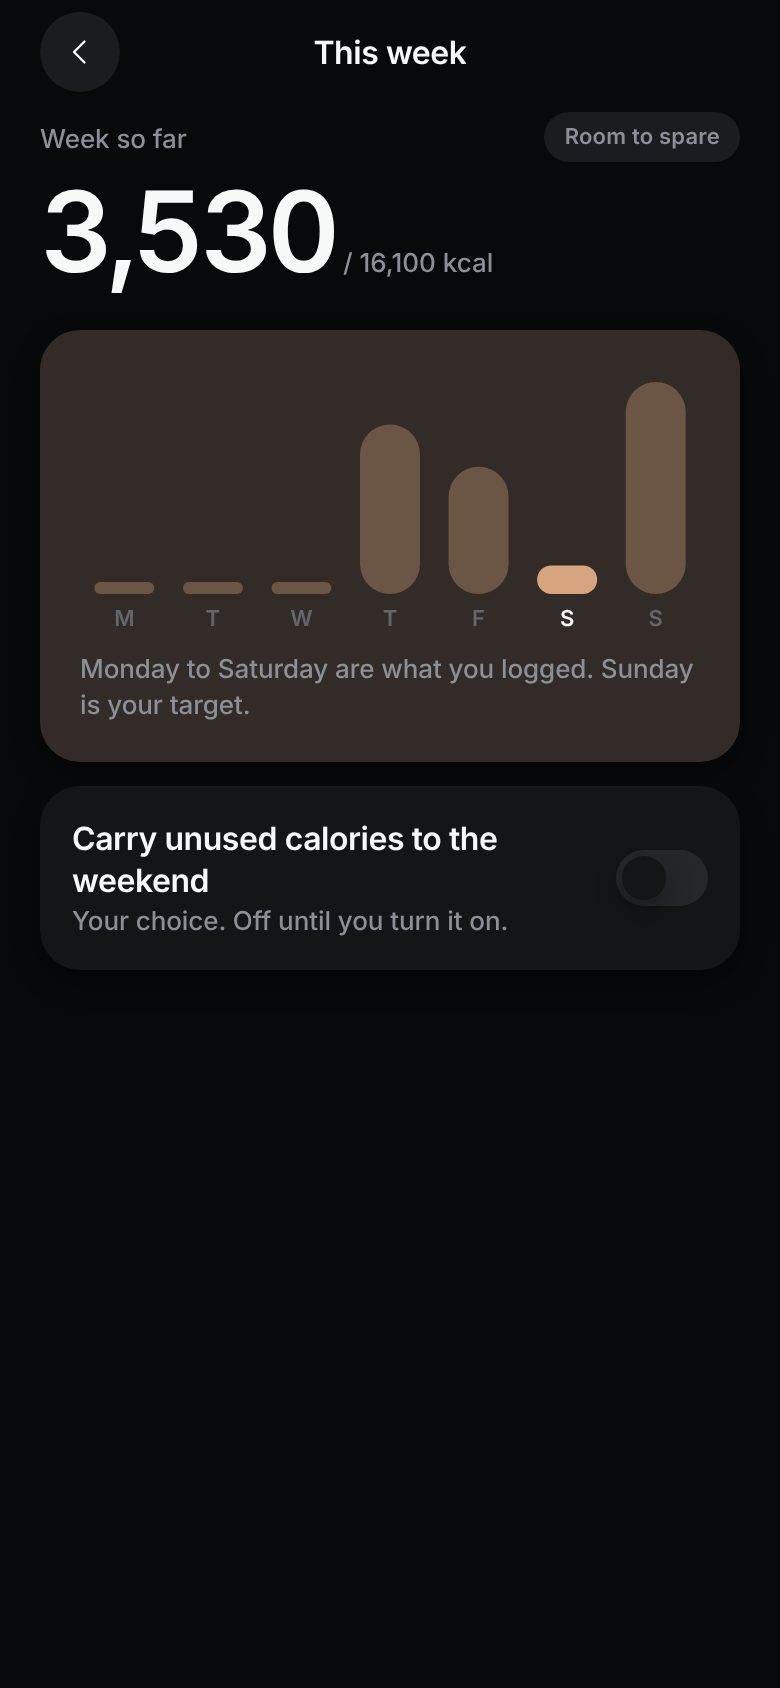 This week
Week so far
Room to spare
3,530 / 16,100 kcal
M T W T F S S
Monday to Saturday are what you logged. Sunday
is your target.
Carry unused calories to the
weekend
Your choice. Off until you turn it on.